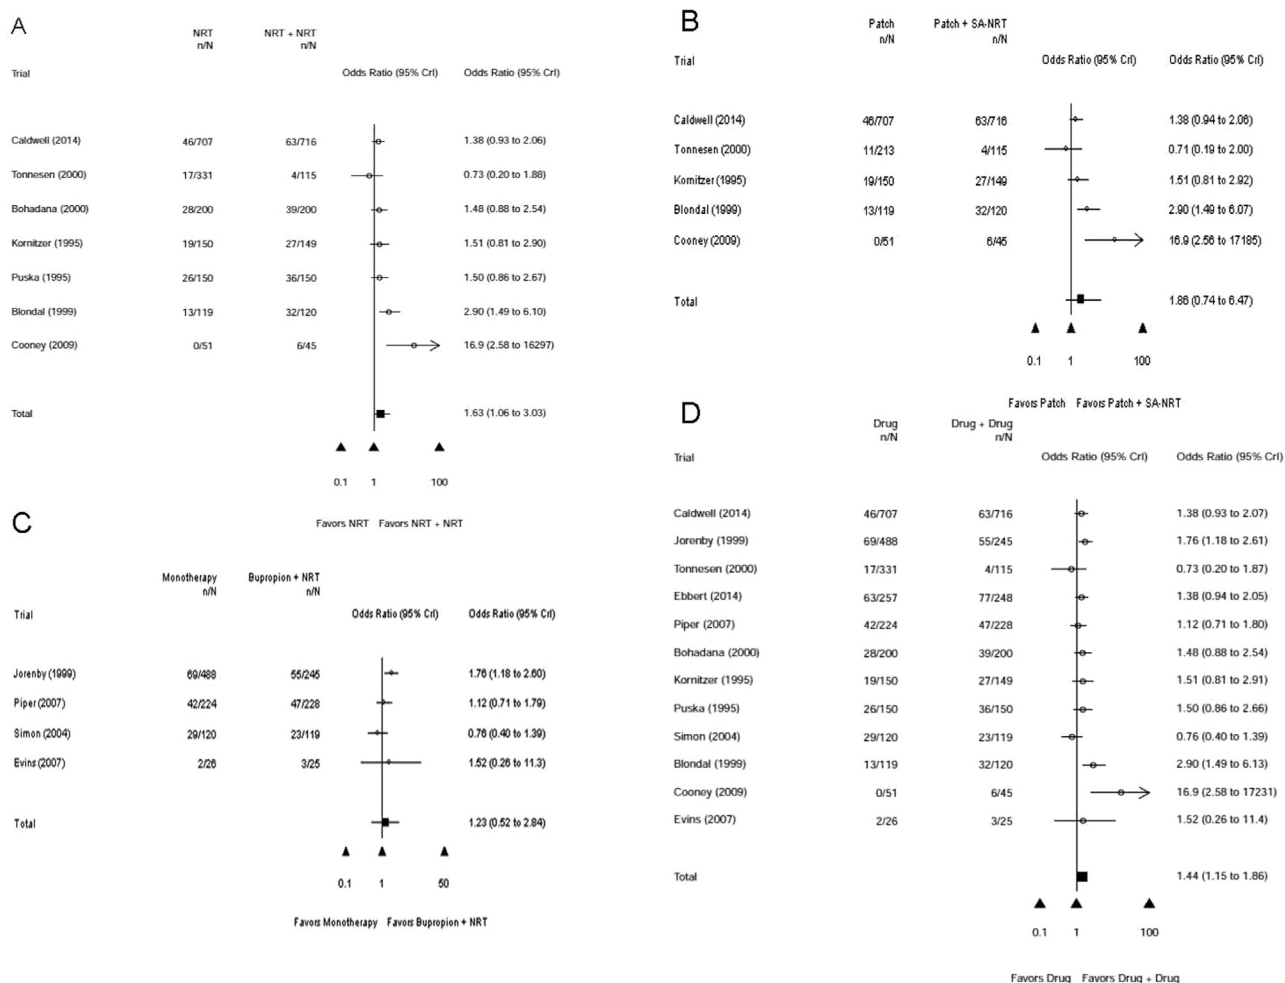 A
NRT NRT + NRT
n/N n/N
Trial Odds Ratio (95% CrI) Odds Ratio (95% CrI)
Caldwell (2014) 46/707 63/716 1.38 (0.93 to 2.06)
Tonnesen (2000) 17/331 4/115 0.73 (0.20 to 1.88)
Bohadana (2000) 28/200 39/200 1.48 (0.88 to 2.54)
Kornitzer (1995) 19/150 27/149 1.51 (0.81 to 2.90)
Puska (1995) 26/150 36/150 1.50 (0.86 to 2.67)
Blondal (1999) 13/119 32/120 2.90 (1.49 to 6.10)
Cooney (2009) 0/51 6/45 16.9 (2.58 to 16297)
Total 1.63 (1.06 to 3.03)
0.1 1 100
Favors NRT Favors NRT + NRT
B
Patch Patch + SA-NRT
n/N n/N
Trial Odds Ratio (95% CrI) Odds Ratio (95% CrI)
Caldwell (2014) 46/707 63/716 1.38 (0.94 to 2.06)
Tonnesen (2000) 11/213 4/115 0.71 (0.19 to 2.00)
Kornitzer (1995) 19/150 27/149 1.51 (0.81 to 2.92)
Blondal (1999) 13/119 32/120 2.90 (1.49 to 6.07)
Cooney (2009) 0/51 6/45 16.9 (2.56 to 17185)
Total 1.86 (0.74 to 6.47)
0.1 1 100
Favors Patch Favors Patch + SA-NRT
C
Monotherapy Bupropion + NRT
n/N n/N
Trial Odds Ratio (95% CrI) Odds Ratio (95% CrI)
Jorenby (1999) 69/488 55/245 1.76 (1.18 to 2.60)
Piper (2007) 42/224 47/228 1.12 (0.71 to 1.79)
Simon (2004) 29/120 23/119 0.76 (0.40 to 1.39)
Evins (2007) 2/26 3/25 1.52 (0.26 to 11.3)
Total 1.23 (0.52 to 2.84)
0.1 1 50
Favors Monotherapy Favors Bupropion + NRT
D
Drug Drug + Drug
n/N n/N
Trial Odds Ratio (95% CrI) Odds Ratio (95% CrI)
Caldwell (2014) 46/707 63/716 1.38 (0.93 to 2.07)
Jorenby (1999) 69/488 55/245 1.76 (1.18 to 2.61)
Tonnesen (2000) 17/331 4/115 0.73 (0.20 to 1.87)
Ebbert (2014) 63/257 77/248 1.38 (0.94 to 2.05)
Piper (2007) 42/224 47/228 1.12 (0.71 to 1.80)
Bohadana (2000) 28/200 39/200 1.48 (0.88 to 2.54)
Kornitzer (1995) 19/150 27/149 1.51 (0.81 to 2.91)
Puska (1995) 26/150 36/150 1.50 (0.86 to 2.66)
Simon (2004) 29/120 23/119 0.76 (0.40 to 1.39)
Blondal (1999) 13/119 32/120 2.90 (1.49 to 6.13)
Cooney (2009) 0/51 6/45 16.9 (2.58 to 17231)
Evins (2007) 2/26 3/25 1.52 (0.26 to 11.4)
Total 1.44 (1.15 to 1.86)
0.1 1 100
Favors Drug Favors Drug + Drug